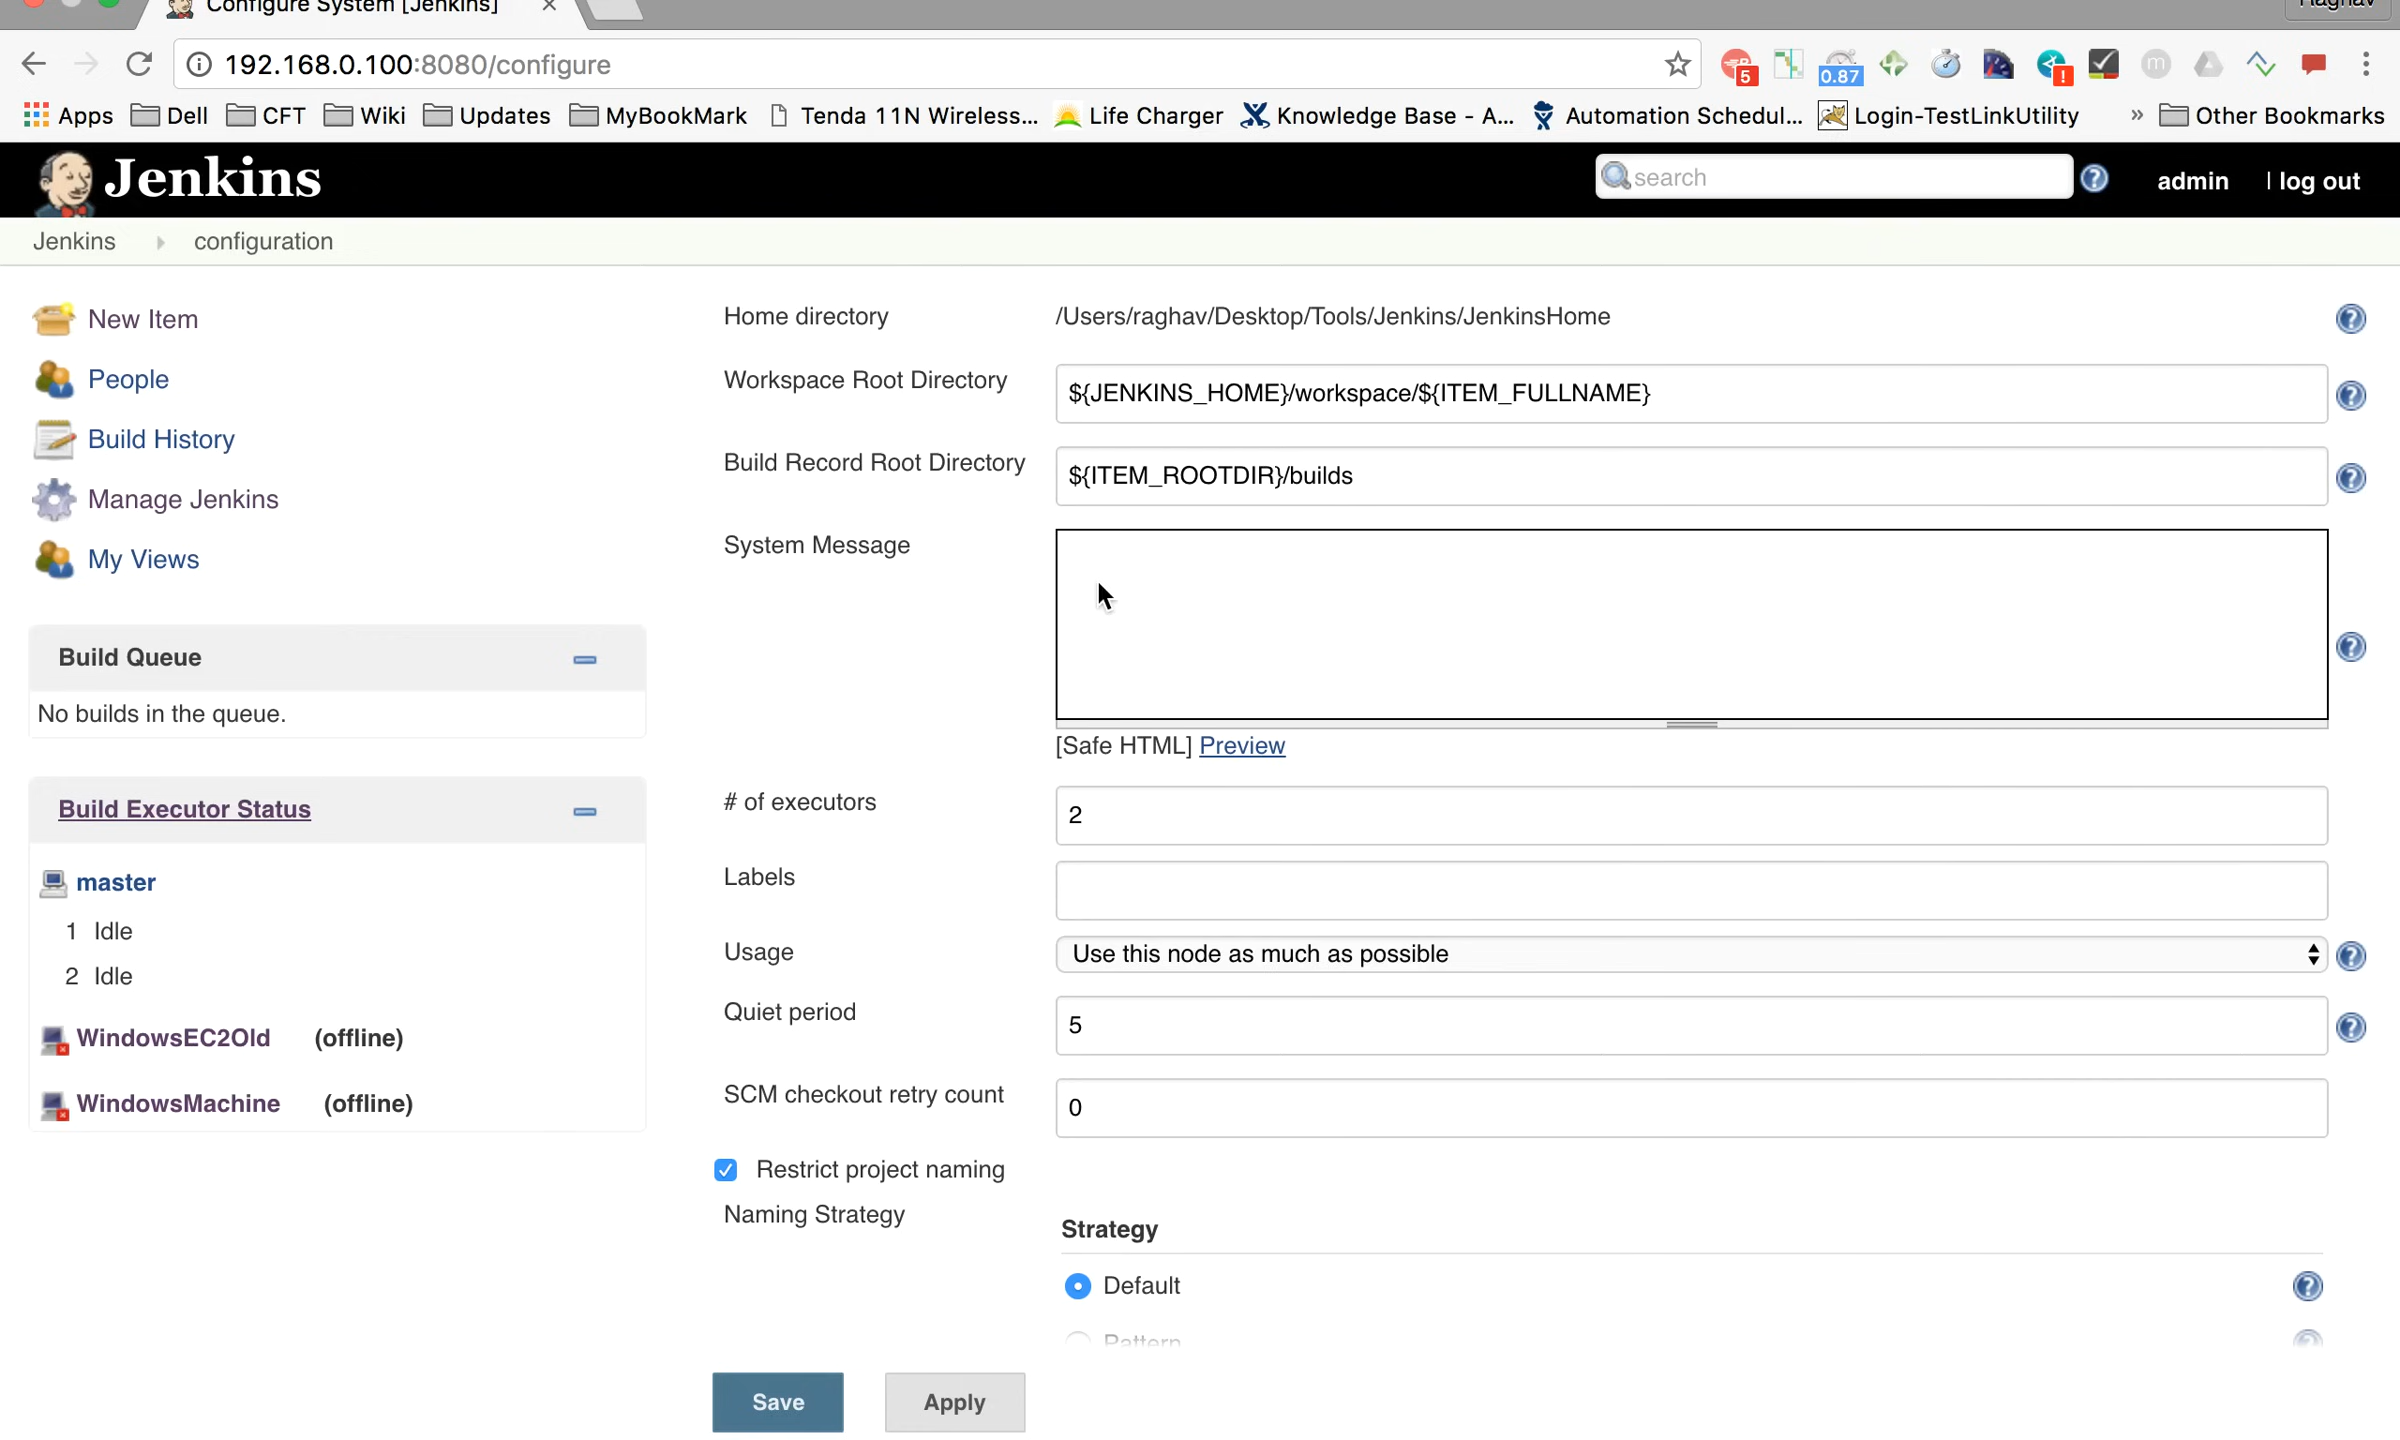 Configure System [Jenkins]
Raghav
192.168.0.100:8080/configure
5
0.87
!
m
Apps Dell CFT Wiki Updates MyBookMark Tenda 11N Wireless... Life Charger Knowledge Base - A... Automation Schedul... Login-TestLinkUtility » Other Bookmarks
Jenkins
search
admin | log out
Jenkins configuration
New Item
People
Build History
Manage Jenkins
My Views
Build Queue
No builds in the queue.
Build Executor Status
master
1 Idle
2 Idle
WindowsEC2Old (offline)
WindowsMachine (offline)
Home directory /Users/raghav/Desktop/Tools/Jenkins/JenkinsHome
Workspace Root Directory ${JENKINS_HOME}/workspace/${ITEM_FULLNAME}
Build Record Root Directory ${ITEM_ROOTDIR}/builds
System Message
[Safe HTML] Preview
# of executors 2
Labels
Usage Use this node as much as possible
Quiet period 5
SCM checkout retry count 0
Restrict project naming
Naming Strategy
Strategy
Default
Pattern
Save Apply